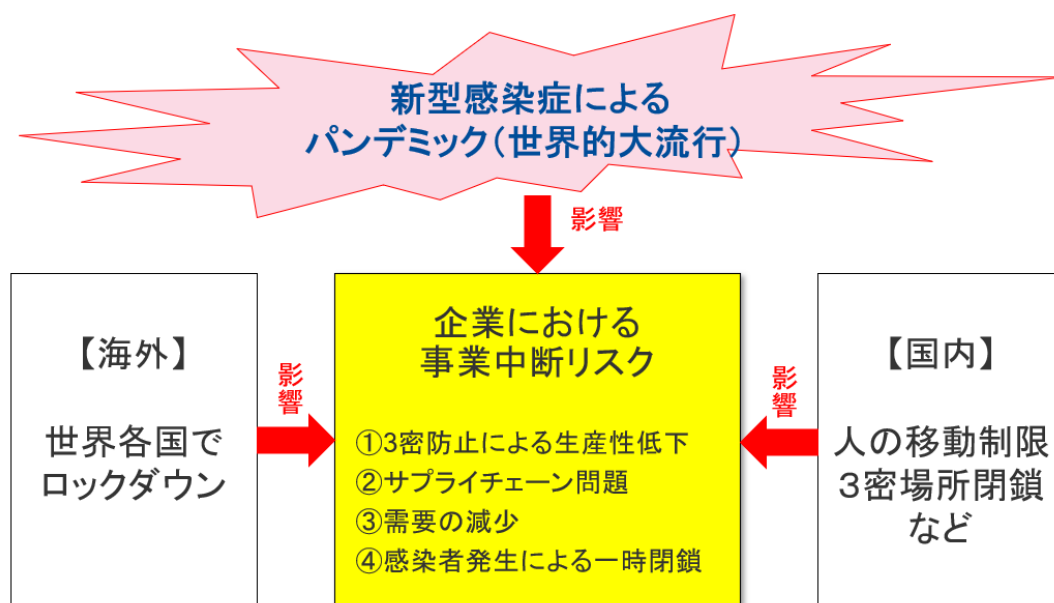 新型感染症による
パンデミック(世界的大流行)
影響
【海外】
世界各国で
ロックダウン
影響
企業における
事業中断リスク
①3密防止による生産性低下
②サプライチェーン問題
③需要の減少
④感染者発生による一時閉鎖
影響
【国内】
人の移動制限
3密場所閉鎖
など